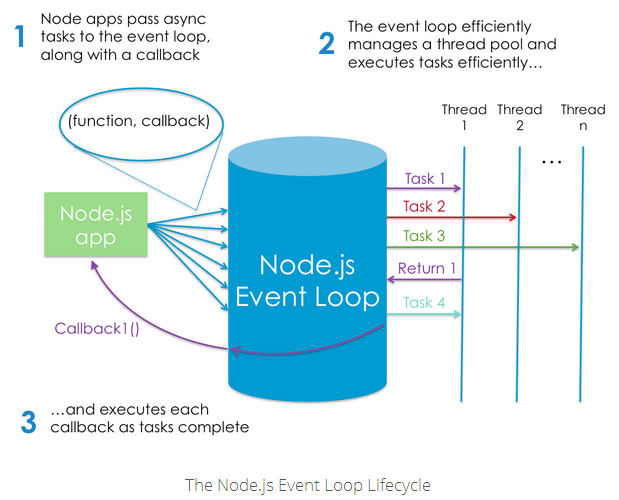 1
Node apps pass async
tasks to the event loop,
along with a callback
2
The event loop efficiently
manages a thread pool and
executes tasks efficiently…
(function, callback)
Thread
1
Thread
2
...
Thread
n
Node.js
app
Node.js
Event Loop
Task 1
Task 2
Task 3
Return 1
Task 4
Callback1()
3
…and executes each
callback as tasks complete
The Node.js Event Loop Lifecycle